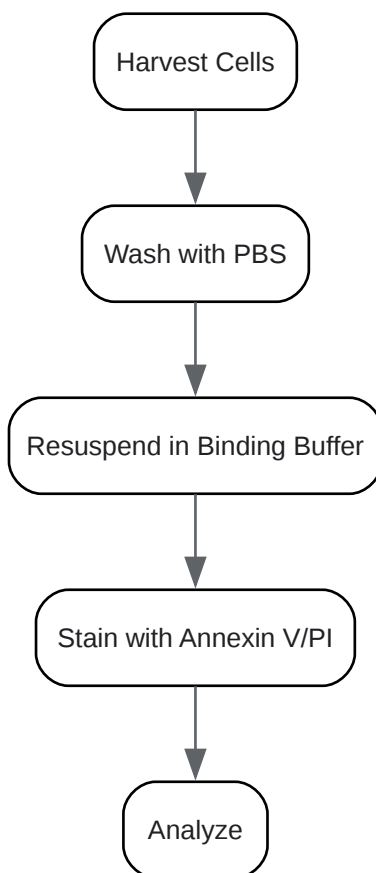 Harvest Cells
Wash with PBS
Resuspend in Binding Buffer
Stain with Annexin V/PI
Analyze